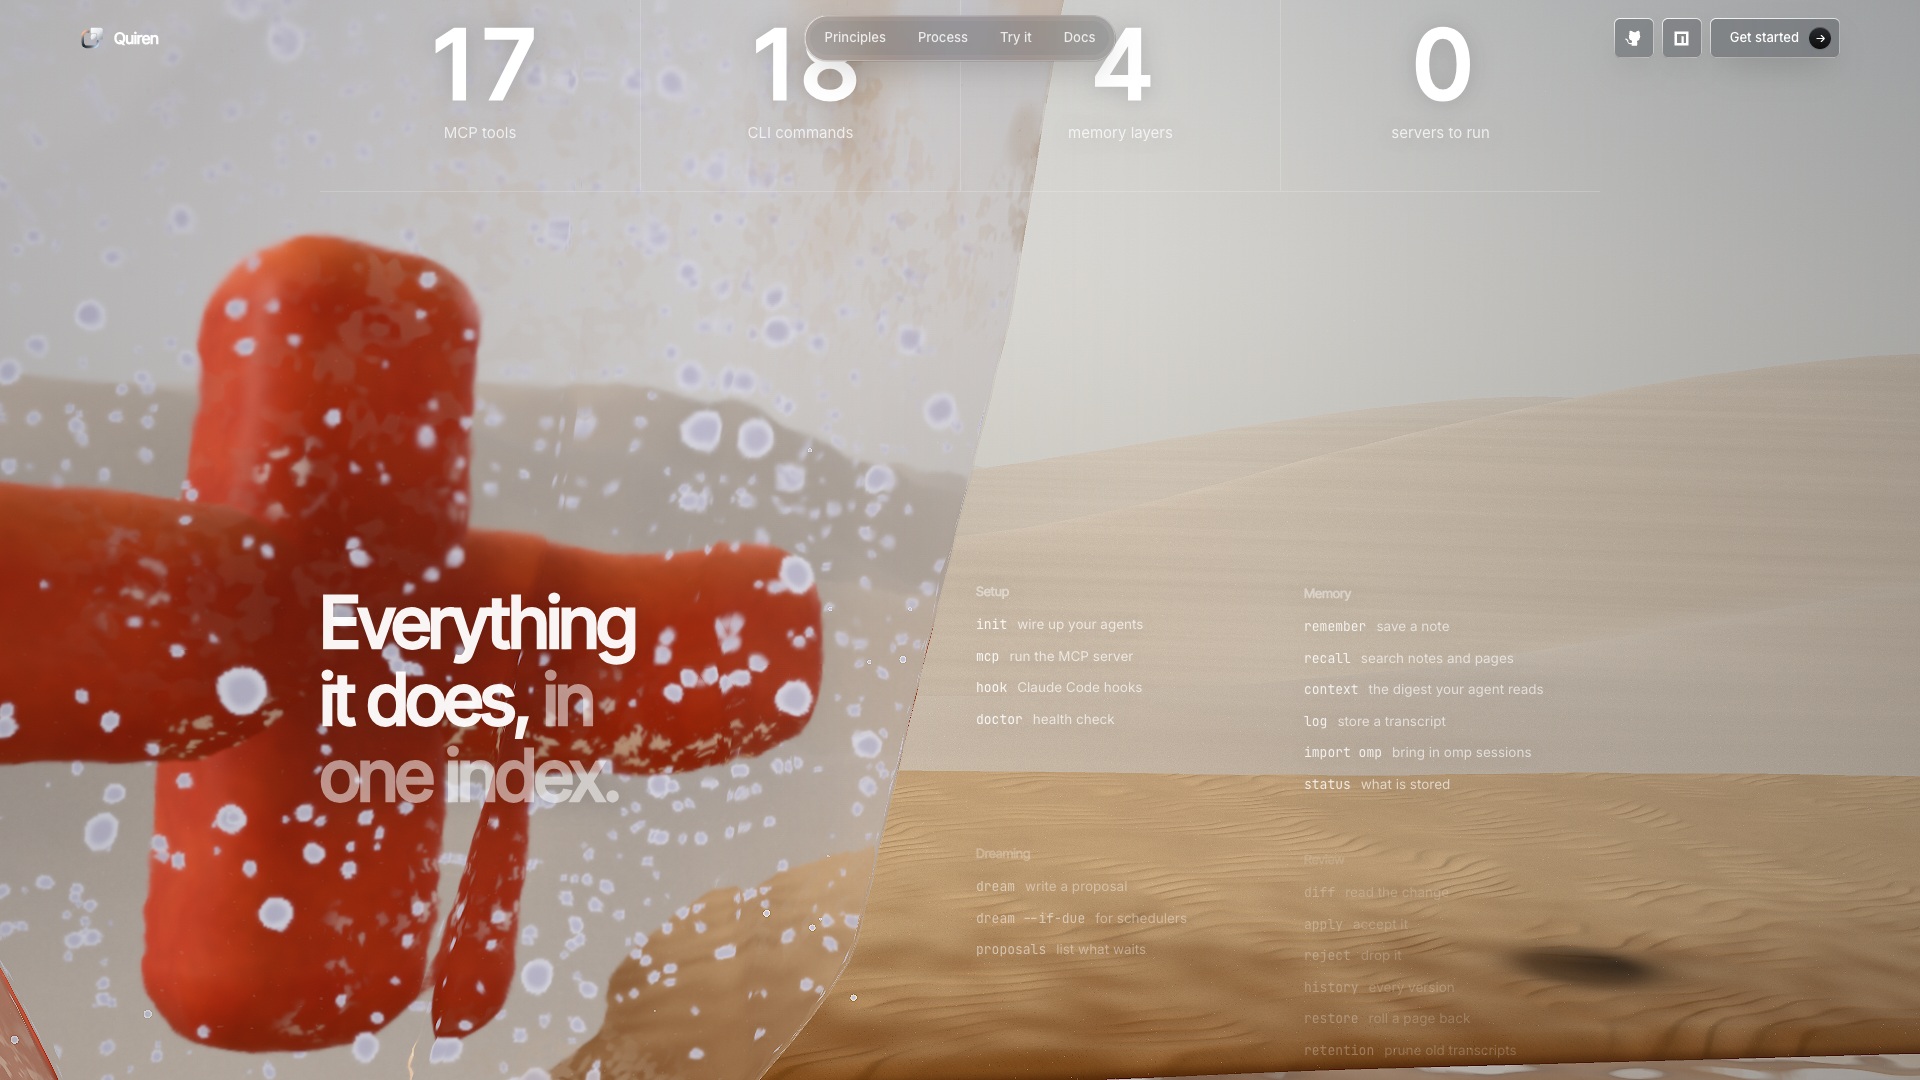 Quiren
Principles
Process
Try it
Docs
Get started
17
MCP tools
18
CLI commands
4
memory layers
0
servers to run
Everything
it does, in
one index.
Setup
init wire up your agents
mcp run the MCP server
hook Claude Code hooks
doctor health check
Memory
remember save a note
recall search notes and pages
context the digest your agent reads
log store a transcript
import omp bring in omp sessions
status what is stored
Dreaming
dream write a proposal
dream --if-due for schedulers
proposals list what waits
Review
diff read the change
apply accept it
reject drop it
history every version
restore roll a page back
retention prune old transcripts